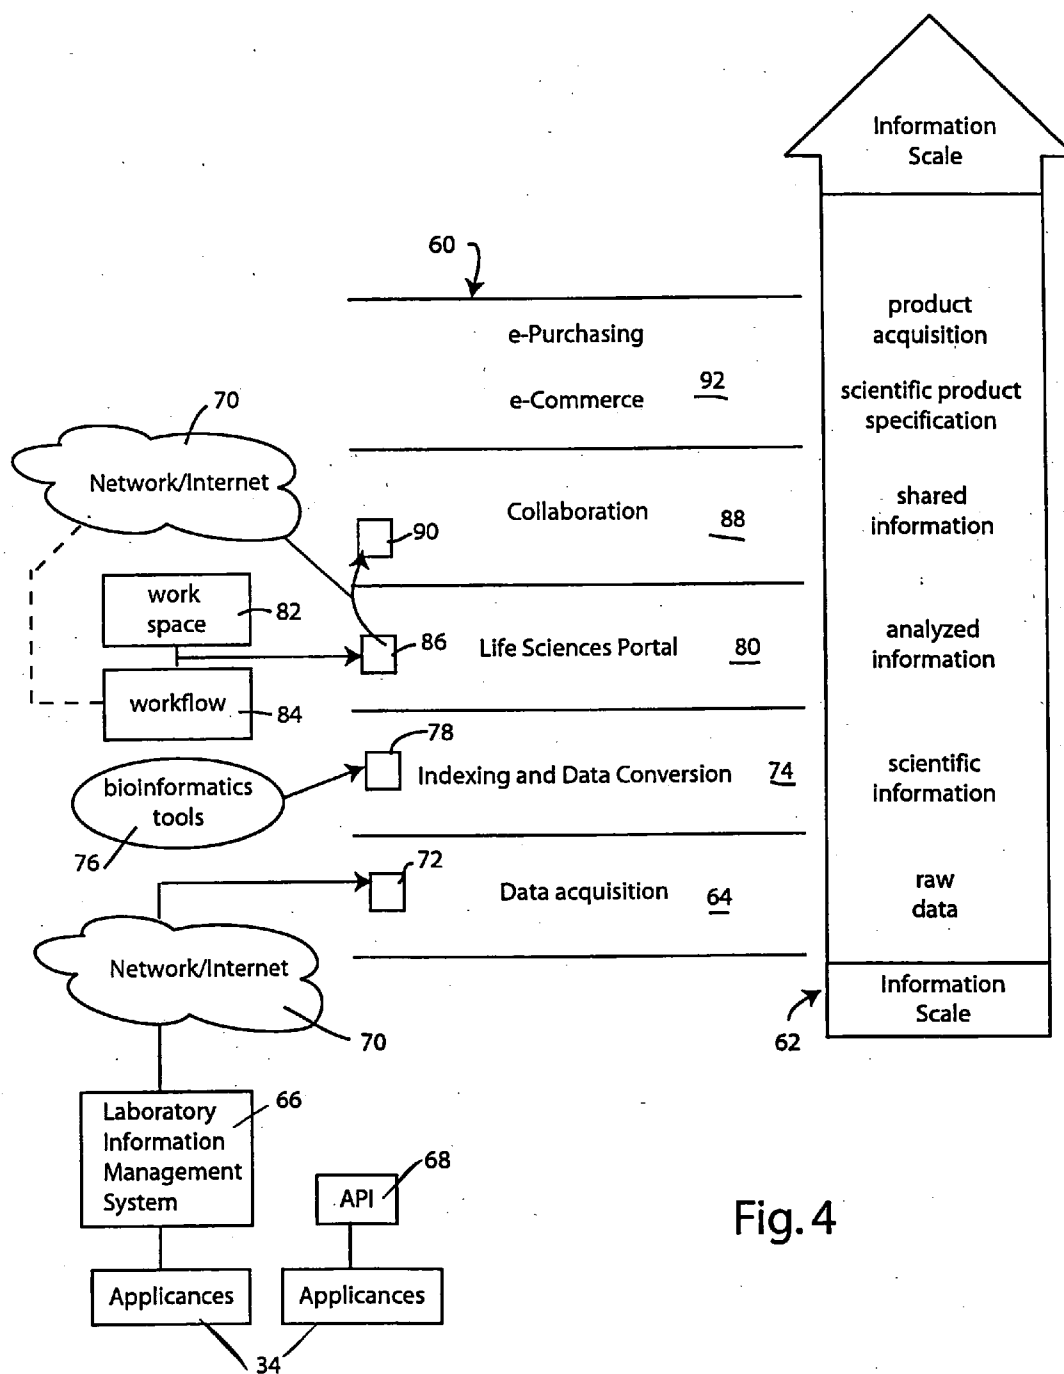 Information
Scale
60
e-Purchasing
product
acquisition
e-Commerce
92
scientific product
specification
70
Network/Internet
Collaboration
88
shared
information
90
work
space
82
86
Life Sciences Portal
80
analyzed
information
workflow
84
78
bioinformatics
tools
76
Indexing and Data Conversion
74
scientific
information
72
Data acquisition
64
raw
data
Network/Internet
70
Information
Scale
62
Laboratory
Information
Management
System
66
API
68
Applicances
Applicances
34
Fig. 4